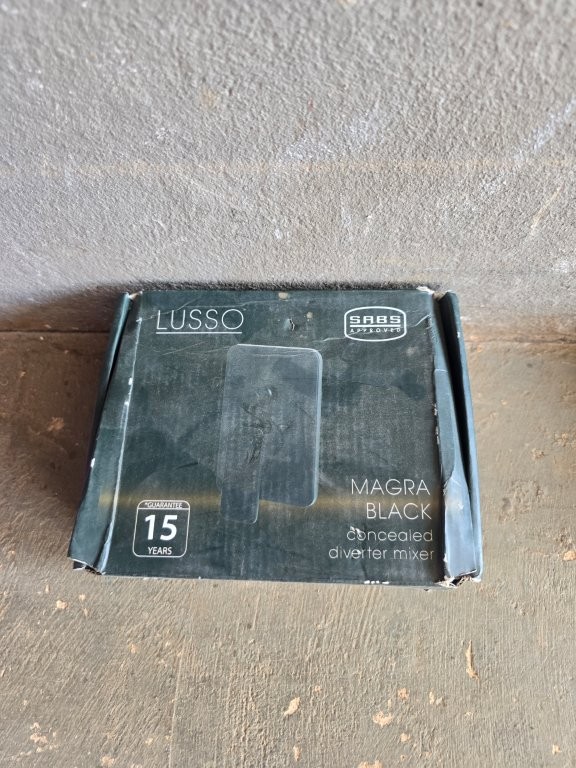 LUSSO
SABS
APPROVED
MAGRA
BLACK
concealed
diverter mixer
*GUARANTEE
15
YEARS